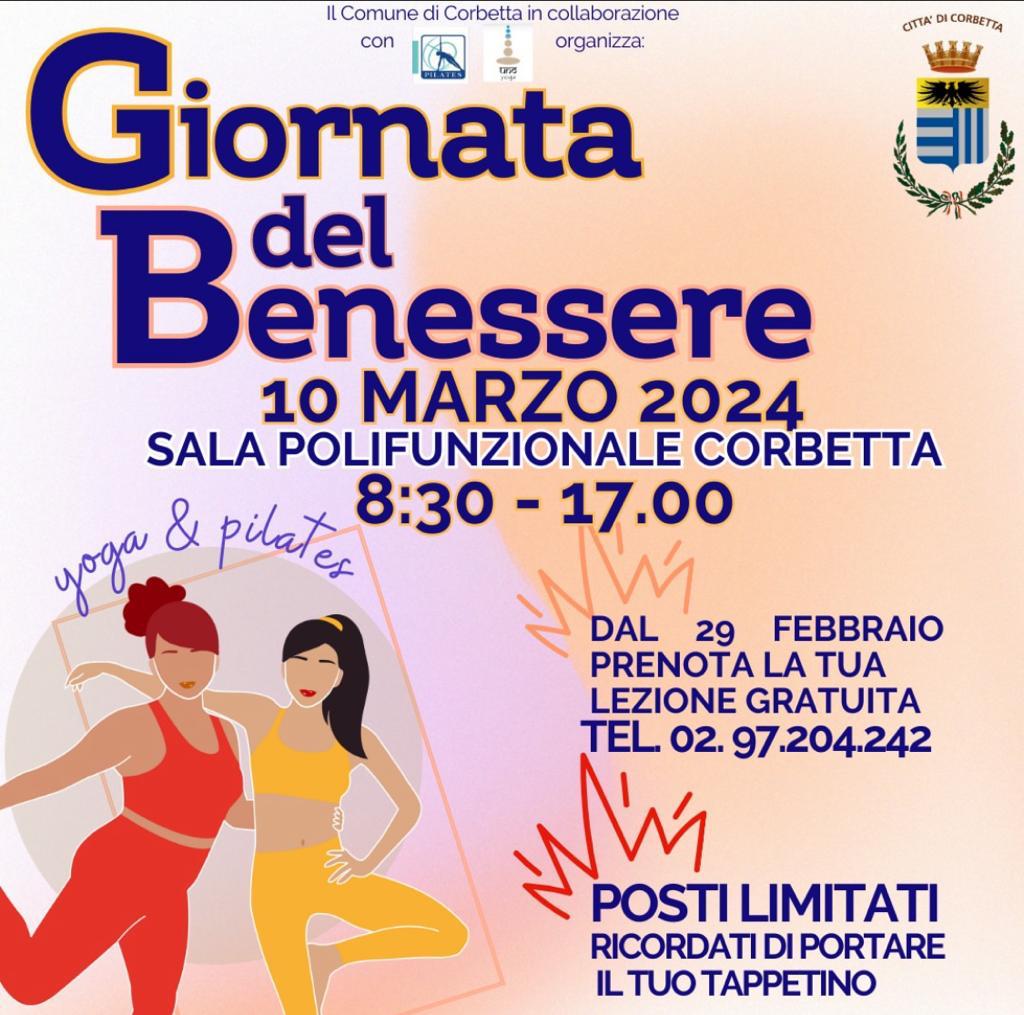 Il Comune di Corbetta in collaborazione
con PILATES uno yoga organizza:
CITTA' DI CORBETTA
Giornata
del
Benessere
10 MARZO 2024
SALA POLIFUNZIONALE CORBETTA
8:30 - 17.00
yoga & pilates
DAL 29 FEBBRAIO
PRENOTA LA TUA
LEZIONE GRATUITA
TEL. 02. 97.204.242
POSTI LIMITATI
RICORDATI DI PORTARE
IL TUO TAPPETINO